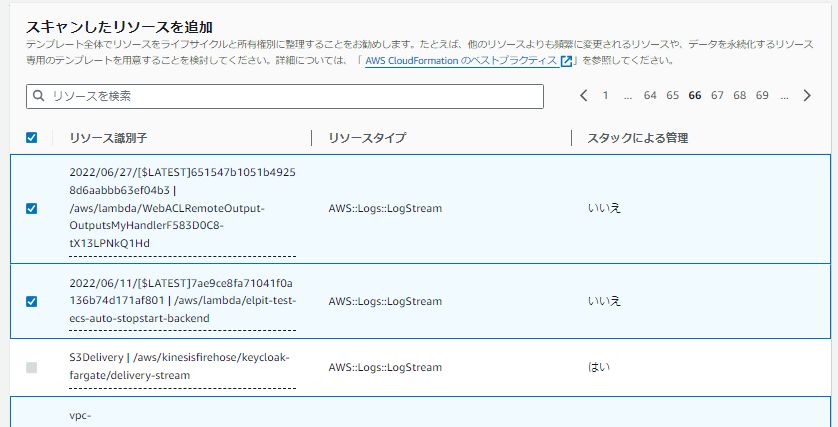 スキャンしたリソースを追加
テンプレート全体でリソースをライフサイクルと所有権別に整理することをお勧めします。たとえば、他のリソースよりも頻繁に変更されるリソースや、データを永続化するリソース
専用のテンプレートを用意することを検討してください。詳細については、「 AWS CloudFormation のベストプラクティス 」を参照してください。
リソースを検索
1 ... 64 65 66 67 68 69 ...
リソース識別子 リソースタイプ スタックによる管理
2022/06/27/[$LATEST]651547b1051b4925
8d6aabbb63ef04b3 |
/aws/lambda/WebACLRemoteOutput-
OutputsMyHandlerF583D0C8-
tX13LPNkQ1Hd
AWS::Logs::LogStream
いいえ
2022/06/11/[$LATEST]7ae9ce8fa71041f0a
136b74d171af801 | /aws/lambda/elpit-test-
ecs-auto-stopstart-backend
AWS::Logs::LogStream
いいえ
S3Delivery | /aws/kinesisfirehose/keycloak-
fargate/delivery-stream
AWS::Logs::LogStream
はい
vpc-